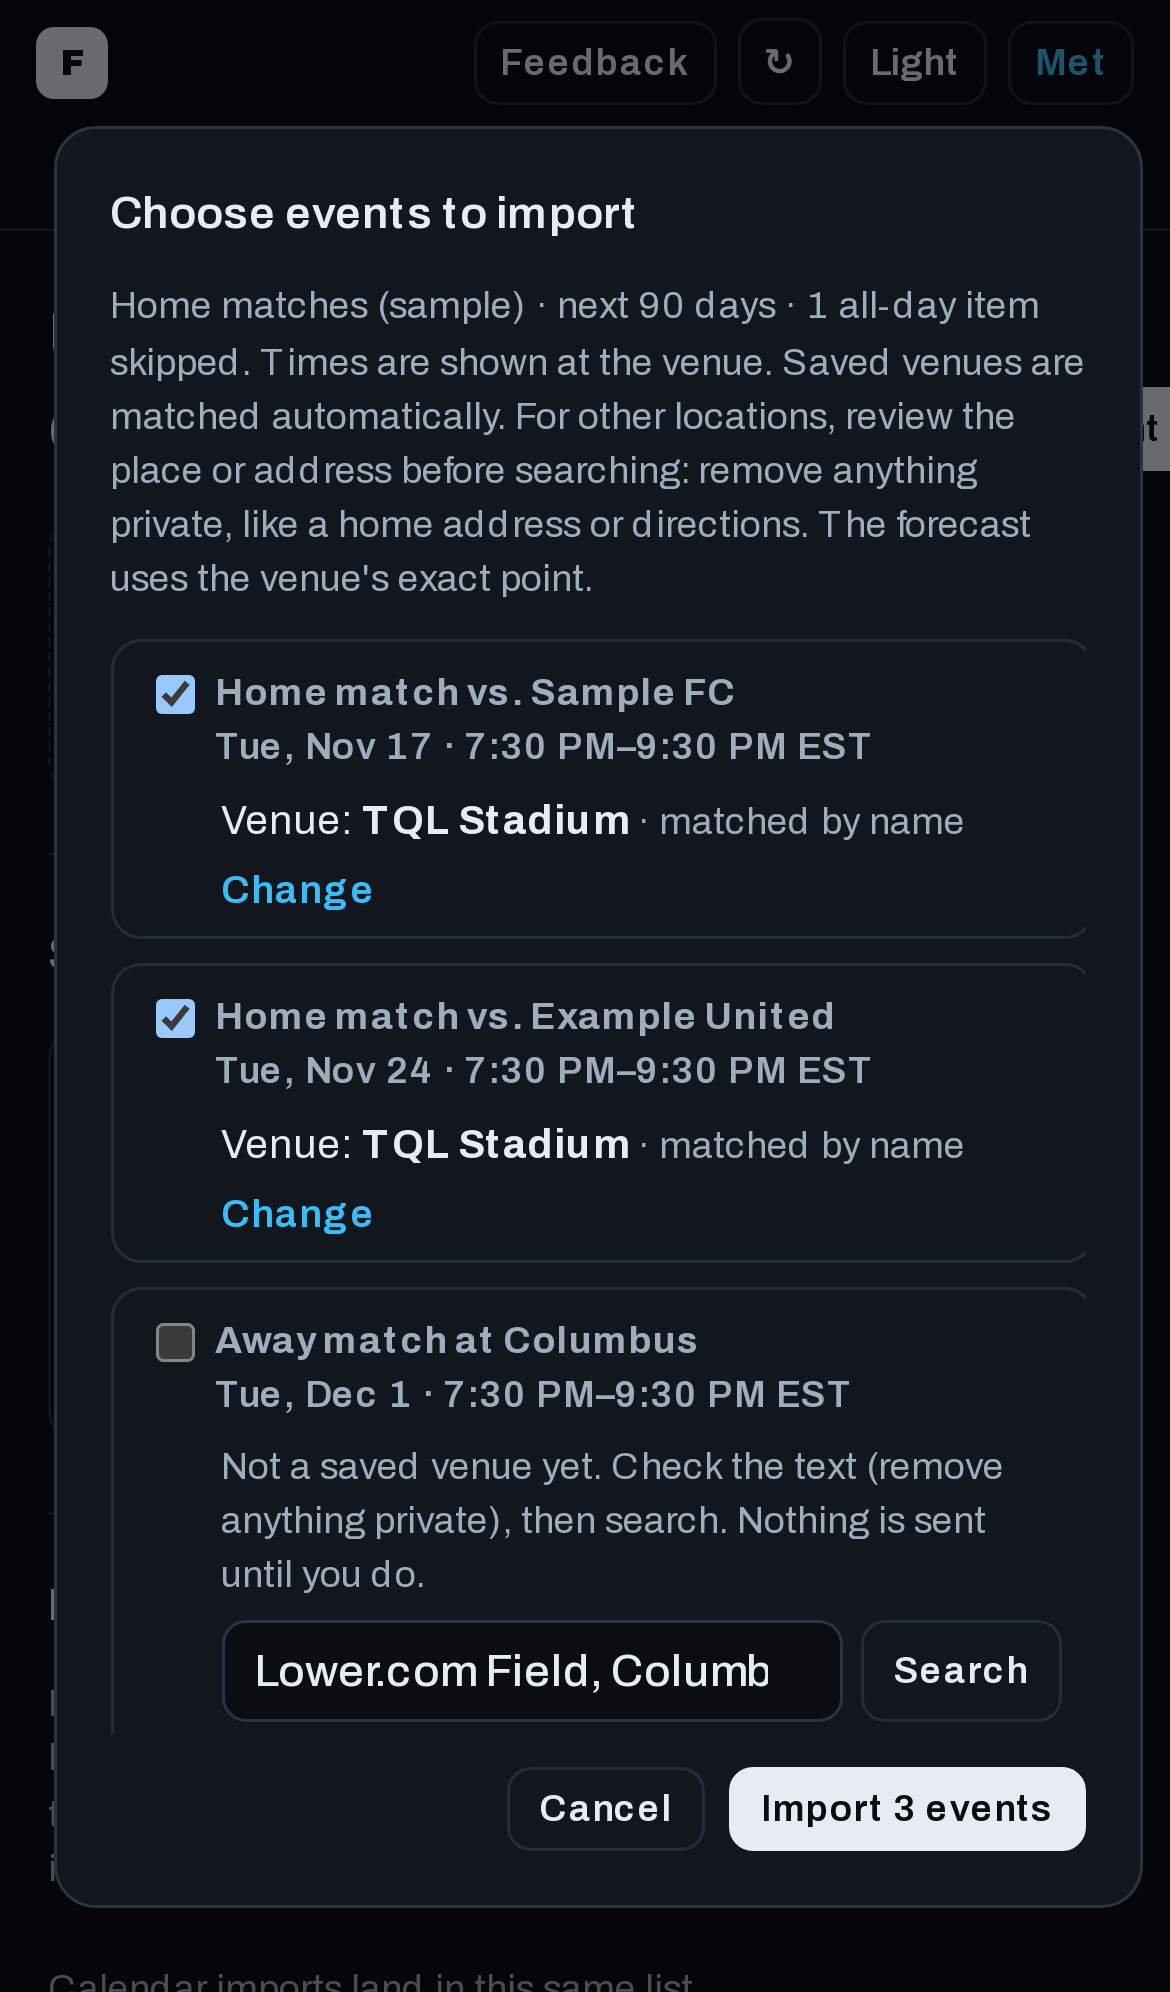 F
Feedback ↻ Light Met
Choose events to import
Home matches (sample) · next 90 days · 1 all-day item
skipped. Times are shown at the venue. Saved venues are
matched automatically. For other locations, review the
place or address before searching: remove anything
private, like a home address or directions. The forecast
uses the venue's exact point.
Home match vs. Sample FC
Tue, Nov 17 · 7:30 PM–9:30 PM EST
Venue: TQL Stadium · matched by name
Change
Home match vs. Example United
Tue, Nov 24 · 7:30 PM–9:30 PM EST
Venue: TQL Stadium · matched by name
Change
Away match at Columbus
Tue, Dec 1 · 7:30 PM–9:30 PM EST
Not a saved venue yet. Check the text (remove
anything private), then search. Nothing is sent
until you do.
Lower.com Field, Columb
Search
Cancel
Import 3 events
Calendar imports land in this same list